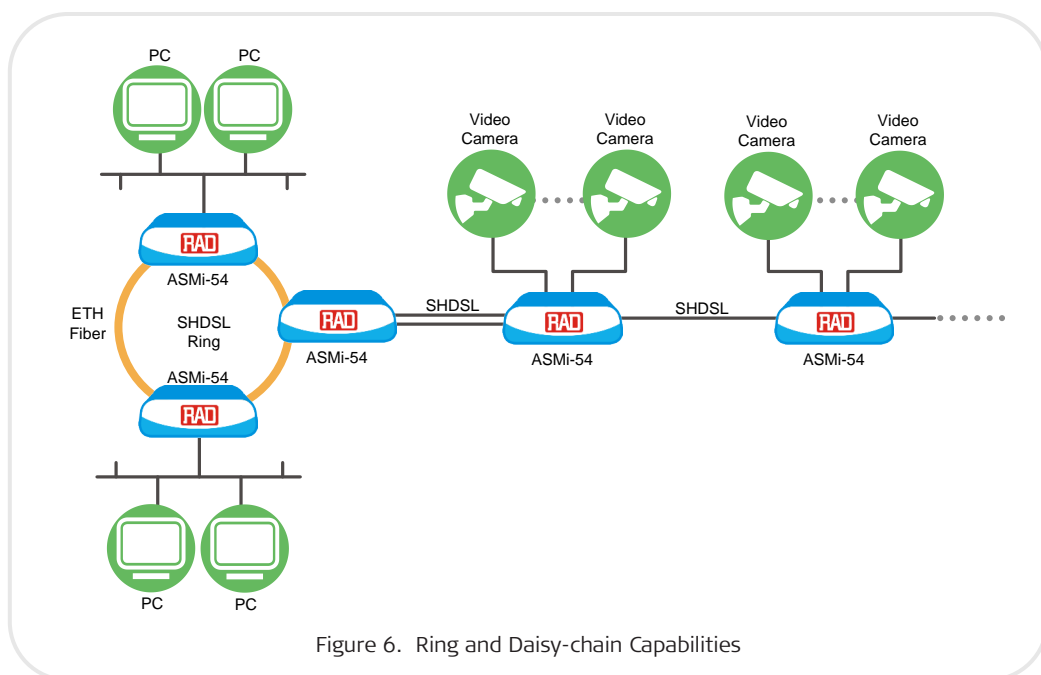 PC
PC
Video
Camera
Video
Camera
Video
Camera
Video
Camera
RAD
ASMi-54
ETH
Fiber
SHDSL
Ring
RAD
ASMi-54
SHDSL
RAD
ASMi-54
SHDSL
RAD
ASMi-54
ASMi-54
RAD
PC
PC
Figure 6. Ring and Daisy-chain Capabilities